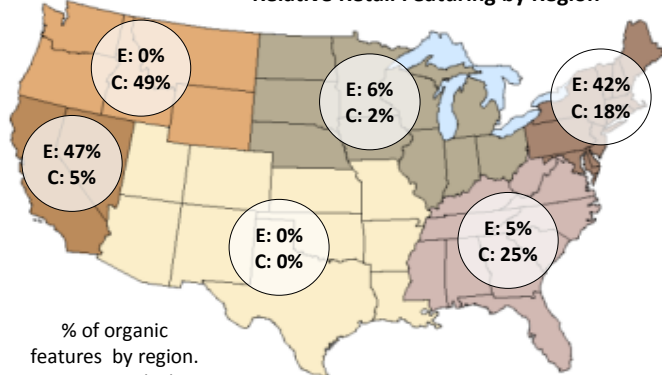 Relative Retail Featuring by Region
E: 0%
C: 49%
E: 6%
C: 2%
E: 42%
C: 18%
E: 47%
C: 5%
E: 0%
C: 0%
E: 5%
C: 25%
% of organic
features by region.